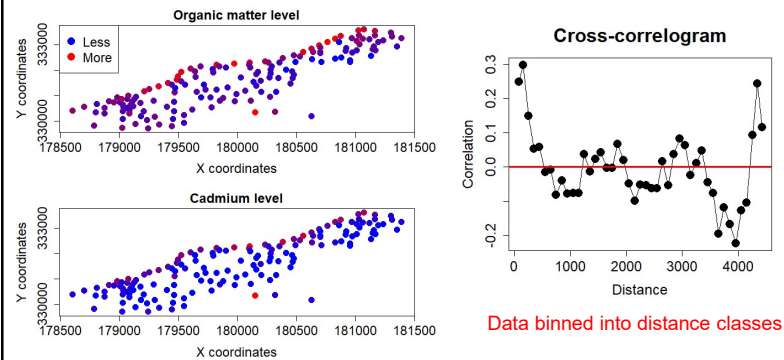 Organic matter level
Less
More
Y coordinates
330000
333000
178500 179000 179500 180000 180500 181000 181500
X coordinates
Cadmium level
Y coordinates
330000
333000
178500 179000 179500 180000 180500 181000 181500
X coordinates
Cross-correlogram
Correlation
0.3
0.2
0.1
0.0
-0.2
0 1000 2000 3000 4000
Distance
Data binned into distance classes